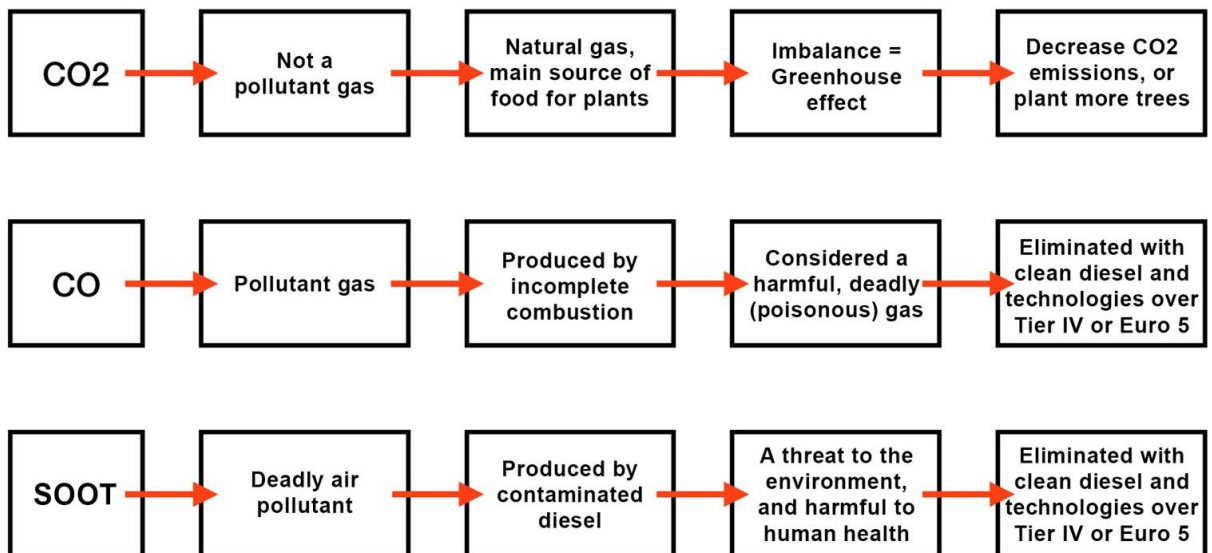 CO2
Not a
pollutant gas
Natural gas,
main source of
food for plants
Imbalance =
Greenhouse
effect
Decrease CO2
emissions, or
plant more trees
CO
Pollutant gas
Produced by
incomplete
combustion
Considered a
harmful, deadly
(poisonous) gas
Eliminated with
clean diesel and
technologies over
Tier IV or Euro 5
SOOT
Deadly air
pollutant
Produced by
contaminated
diesel
A threat to the
environment,
and harmful to
human health
Eliminated with
clean diesel and
technologies over
Tier IV or Euro 5